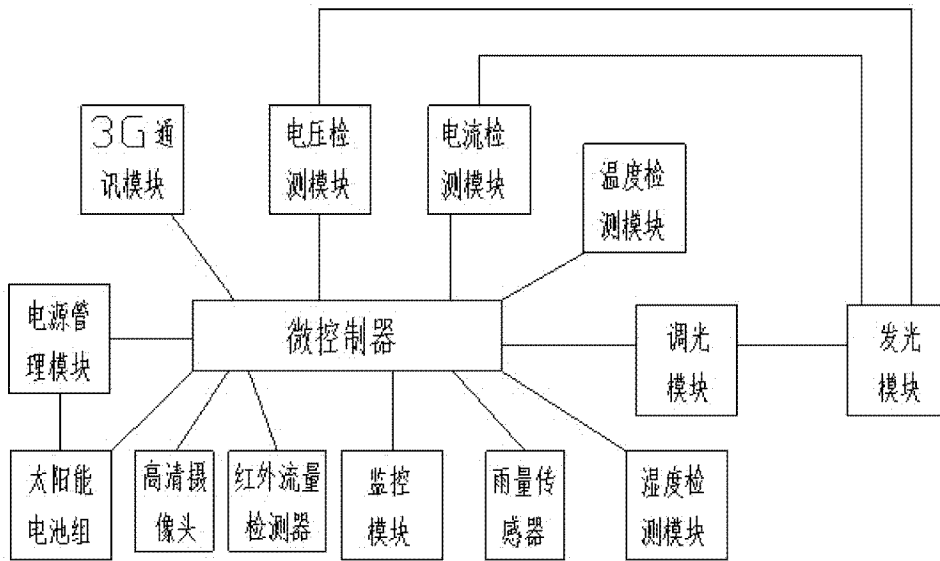 3G通
讯模块
电压检
测模块
电流检
测模块
温度检
测模块
电源管
理模块
微控制器
调光
模块
发光
模块
太阳能
电池组
高清摄
像头
红外流量
检测器
监控
模块
雨量传
感器
湿度检
测模块